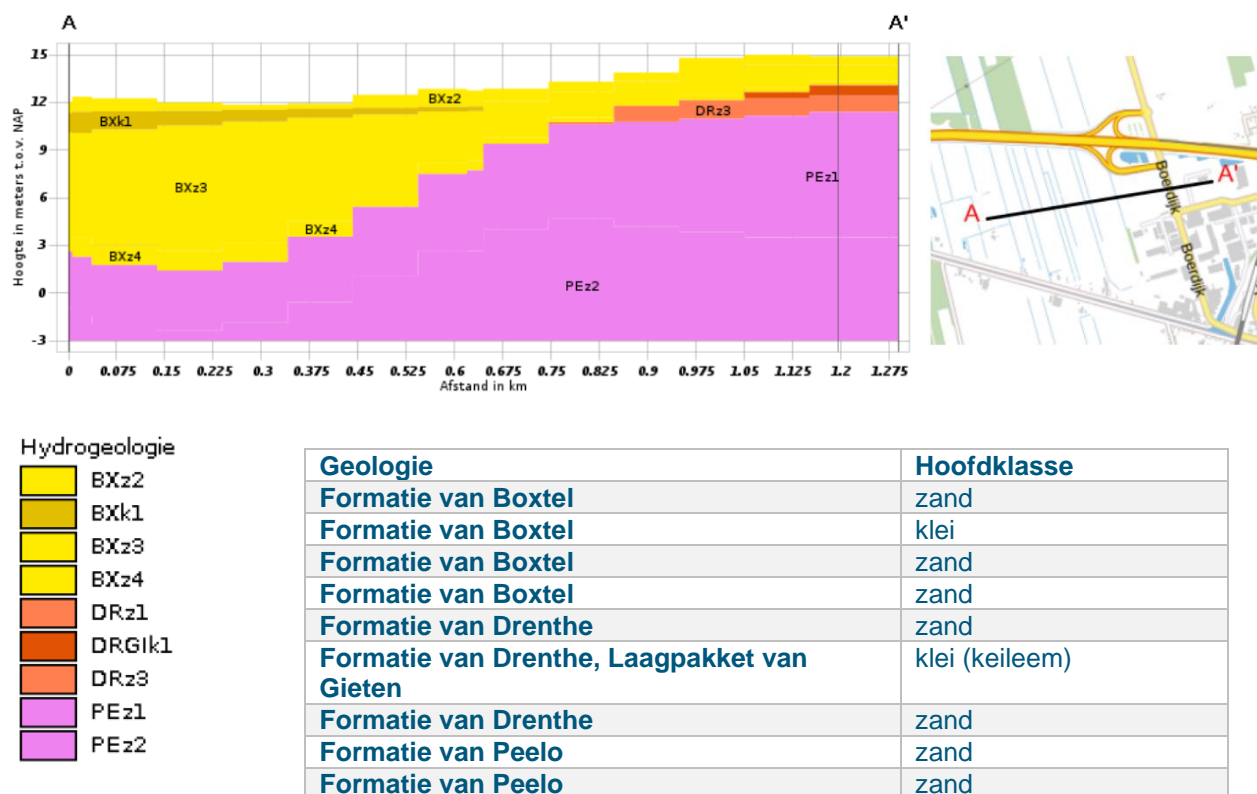 A A'
15
12
9
6
3
0
-3
Hoogte in meters t.o.v. NAP
BXz2
BXk1
DRz3
BXz3
PEz1
BXz4
BXz4
PEz2
0 0.075 0.15 0.225 0.3 0.375 0.45 0.525 0.6 0.675 0.75 0.825 0.9 0.975 1.05 1.125 1.2 1.275
Afstand in km
A
A'
Boerdijk
Boerdijk
Hydrogeologie
BXz2
BXk1
BXz3
BXz4
DRz1
DRGIk1
DRz3
PEz1
PEz2
Geologie Hoofdklasse
Formatie van Boxtel zand
Formatie van Boxtel klei
Formatie van Boxtel zand
Formatie van Boxtel zand
Formatie van Drenthe zand
Formatie van Drenthe, Laagpakket van klei (keileem)
Gieten
Formatie van Drenthe zand
Formatie van Peelo zand
Formatie van Peelo zand